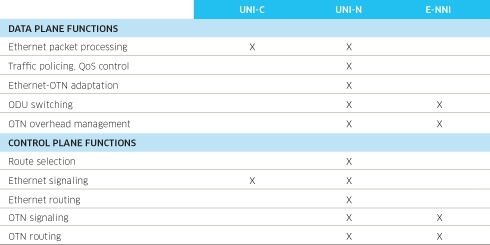 UNI-C UNI-N E-NNI
DATA PLANE FUNCTIONS
Ethernet packet processing X X
Traffic policing, QoS control X
Ethernet-OTN adaptation X
ODU switching X X
OTN overhead management X X
CONTROL PLANE FUNCTIONS
Route selection X
Ethernet signaling X X
Ethernet routing X
OTN signaling X X
OTN routing X X